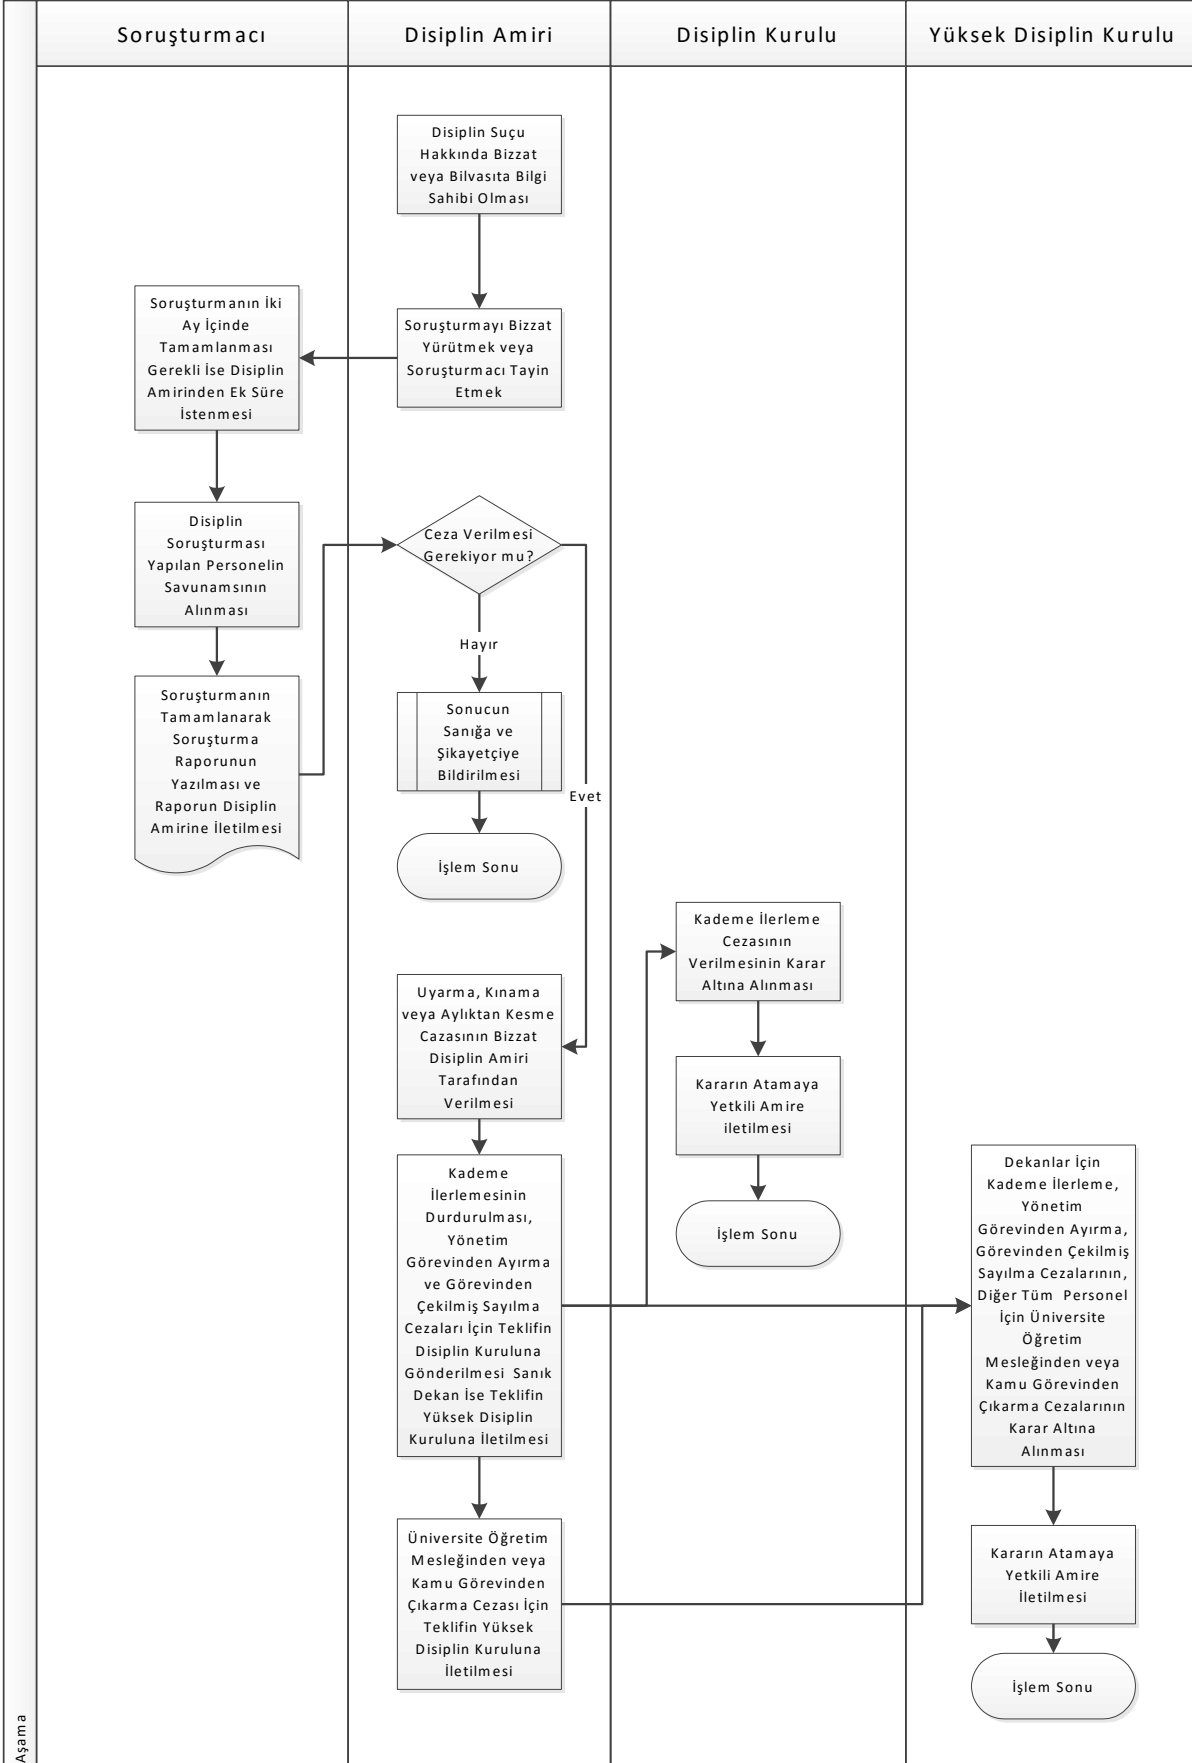 Soruşturmacı
Disiplin Amiri
Disiplin Kurulu
Yüksek Disiplin Kurulu
Disiplin Suçu
Hakkında Bizzat
veya Bilvasıta Bilgi
Sahibi Olması
Soruşturmayı Bizzat
Yürütmek veya
Soruşturmacı Tayin
Etmek
Soruşturmanın İki
Ay İçinde
Tamamlanması
Gerekli İse Disiplin
Amirinden Ek Süre
İstenmesi
Disiplin
Soruşturması
Yapılan Personelin
Savunamsının
Alınması
Soruşturmanın
Tamamlanarak
Soruşturma
Raporunun
Yazılması ve
Raporun Disiplin
Amirine İletilmesi
Ceza Verilmesi
Gerekiyor mu?
Hayır
Sonucun
Sanığa ve
Şikayetçiye
Bildirilmesi
Evet
İşlem Sonu
Uyarma, Kınama
veya Aylıktan Kesme
Cazasının Bizzat
Disiplin Amiri
Tarafından
Verilmesi
Kademe
İlerlemesinin
Durdurulması,
Yönetim
Görevinden Ayırma
ve Görevinden
Çekilmiş Sayılma
Cezaları İçin Teklifin
Disiplin Kuruluna
Gönderilmesi Sanık
Dekan İse Teklifin
Yüksek Disiplin
Kuruluna İletilmesi
Üniversite Öğretim
Mesleğinden veya
Kamu Görevinden
Çıkarma Cezası İçin
Teklifin Yüksek
Disiplin Kuruluna
İletilmesi
Kademe İlerleme
Cezasının
Verilmesinin Karar
Altına Alınması
Kararın Atamaya
Yetkili Amire
iletilmesi
İşlem Sonu
Dekanlar İçin
Kademe İlerleme,
Yönetim
Görevinden Ayırma,
Görevinden Çekilmiş
Sayılma Cezalarının,
Diğer Tüm Personel
İçin Üniversite
Öğretim
Mesleğinden veya
Kamu Görevinden
Çıkarma Cezalarının
Karar Altına
Alınması
Kararın Atamaya
Yetkili Amire
İletilmesi
İşlem Sonu
Aşama